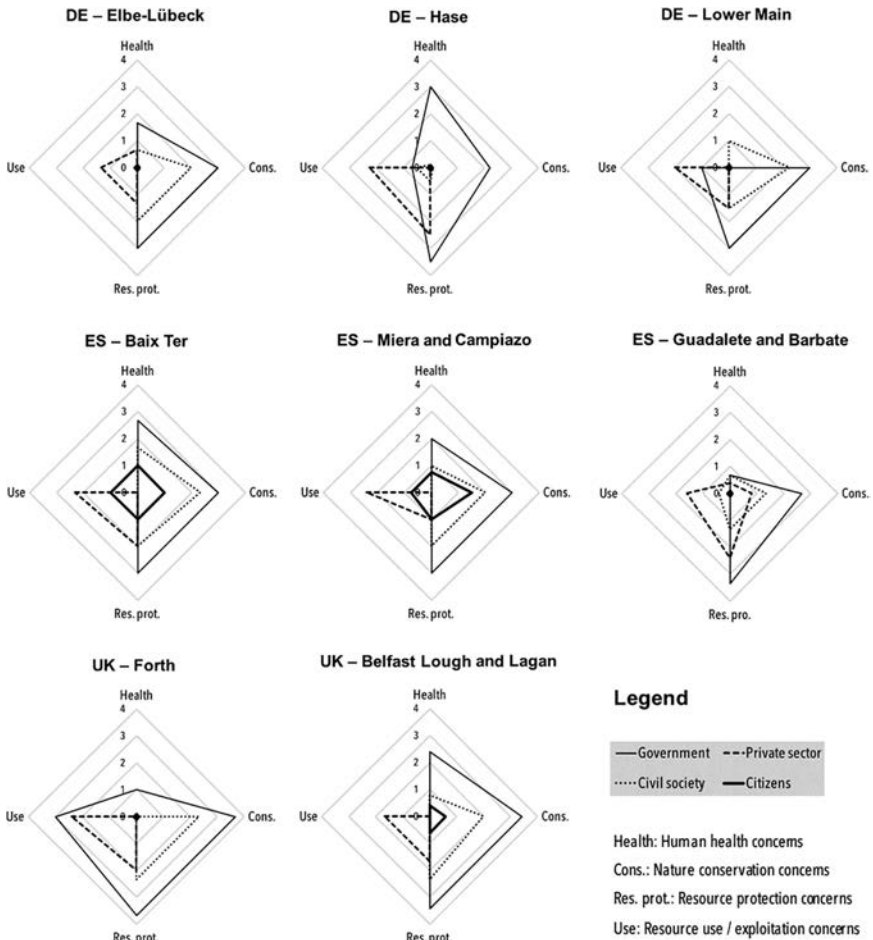 DE – Elbe-Lübeck
DE – Hase
DE – Lower Main
Health
4
3
2
1
0
Use
Cons.
Res. prot.
Health
4
3
2
1
0
Use
Cons.
Res. prot.
Health
4
3
2
1
0
Use
Cons.
Res. prot.
ES – Baix Ter
ES – Miera and Campiazo
ES – Guadalete and Barbate
Health
4
3
2
1
0
Use
Cons.
Res. prot.
Health
4
3
2
1
0
Use
Cons.
Res. prot.
Health
4
3
2
1
0
Use
Cons.
Res. pro.
UK – Forth
UK – Belfast Lough and Lagan
Health
4
3
2
1
0
Use
Cons.
Res. prot.
Health
4
3
2
1
0
Use
Cons.
Res. prot.
Legend
Government
Private sector
Civil society
Citizens
Health: Human health concerns
Cons.: Nature conservation concems
Res. prot.: Resource protection concerns
Use: Resource use / exploitation concerns